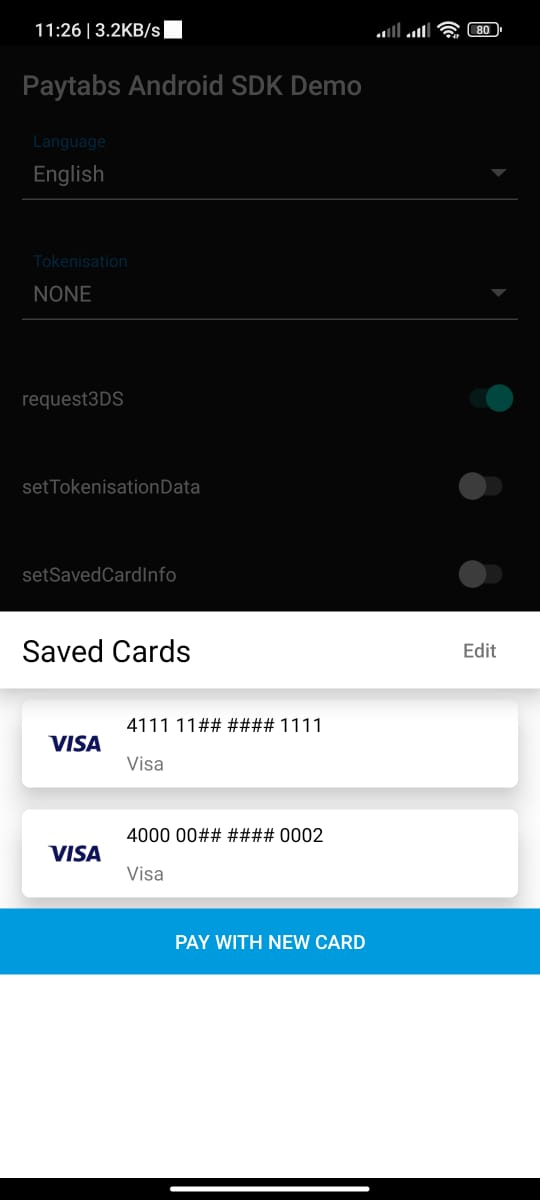 11:26 | 3.2KB/s
80
Paytabs Android SDK Demo
Language
English
Tokenisation
NONE
request3DS
setTokenisationData
setSavedCardInfo
Saved Cards
Edit
4111 11## #### 1111
VISA
Visa
4000 00## #### 0002
VISA
Visa
PAY WITH NEW CARD